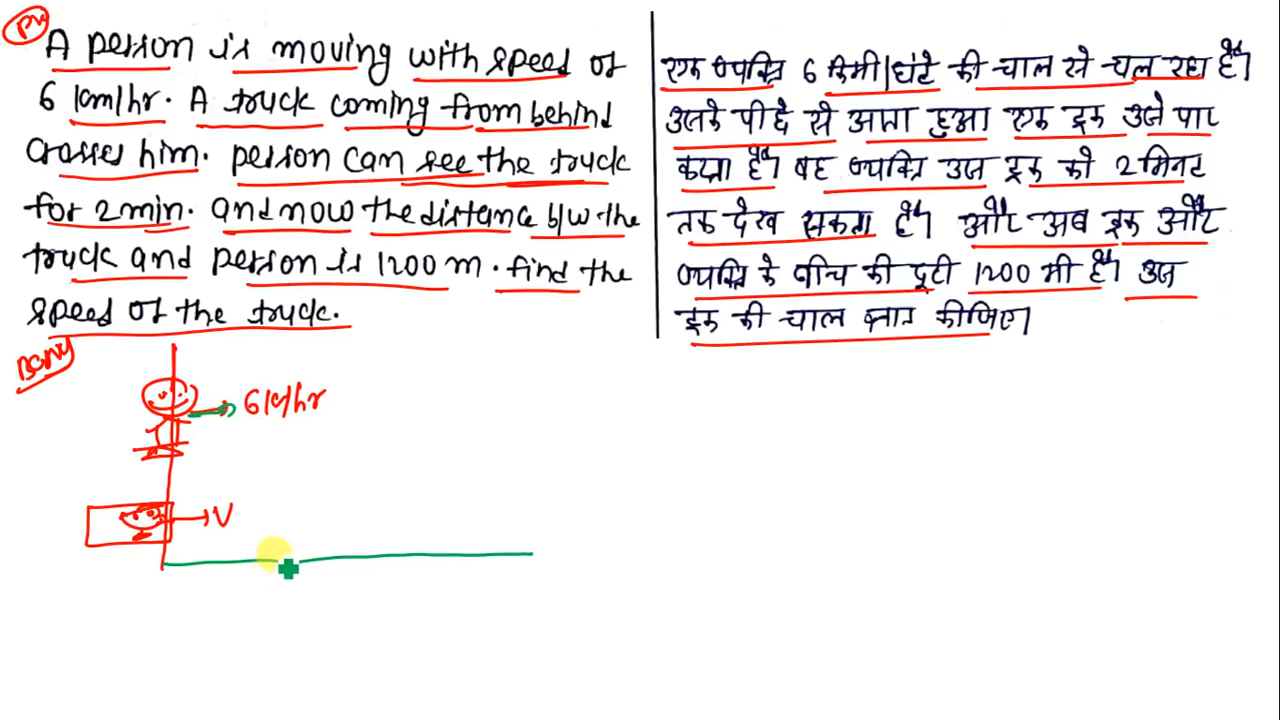 A person is moving with speed of
6 km/hr. A truck coming from behind
crosses him. person can see the truck
for 2 min. and now the distance b/w the
truck and person is 1200 m. find the
speed of the truck.
एक व्यक्ति 6 किमी/घंटे की चाल से चल रहा है।
उसके पीछे से आता हुआ एक ट्रक उसे पार
करता है। वह व्यक्ति उस ट्रक को 2 मिनट
तक देख सकता है। और अब ट्रक और
व्यक्ति के बीच की दूरी 1200 मी है। उस
ट्रक की चाल ज्ञात कीजिए।
6 k/hr
V